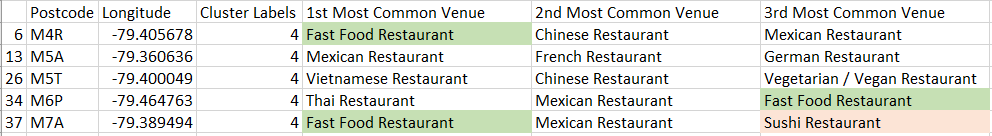 Postcode Longitude Cluster Labels 1st Most Common Venue 2nd Most Common Venue 3rd Most Common Venue
6 M4R -79.405678 4 Fast Food Restaurant Chinese Restaurant Mexican Restaurant
13 M5A -79.360636 4 Mexican Restaurant French Restaurant German Restaurant
26 M5T -79.400049 4 Vietnamese Restaurant Chinese Restaurant Vegetarian / Vegan Restaurant
34 M6P -79.464763 4 Thai Restaurant Mexican Restaurant Fast Food Restaurant
37 M7A -79.389494 4 Fast Food Restaurant Mexican Restaurant Sushi Restaurant